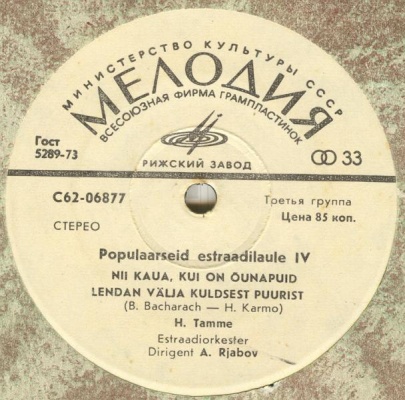 МИНИСТЕРСТВО КУЛЬТУРЫ СССР
МЕЛОДИЯ
ВСЕСОЮЗНАЯ ФИРМА ГРАМПЛАСТИНОК
Гост
5289-73
РИЖСКИЙ ЗАВОД
33
С62-06877
Третья группа
Цена 85 коп.
СТЕРЕО
Populaarseid estraadilaule IV
NII KAUA, KUI ON ÕUNAPUID
LENDAN VÄLJA KULDSEST PUURIST
(B. Bacharach — H. Karmo)
H. Tamme
Estraadiorkester
Dirigent A. Rjabov